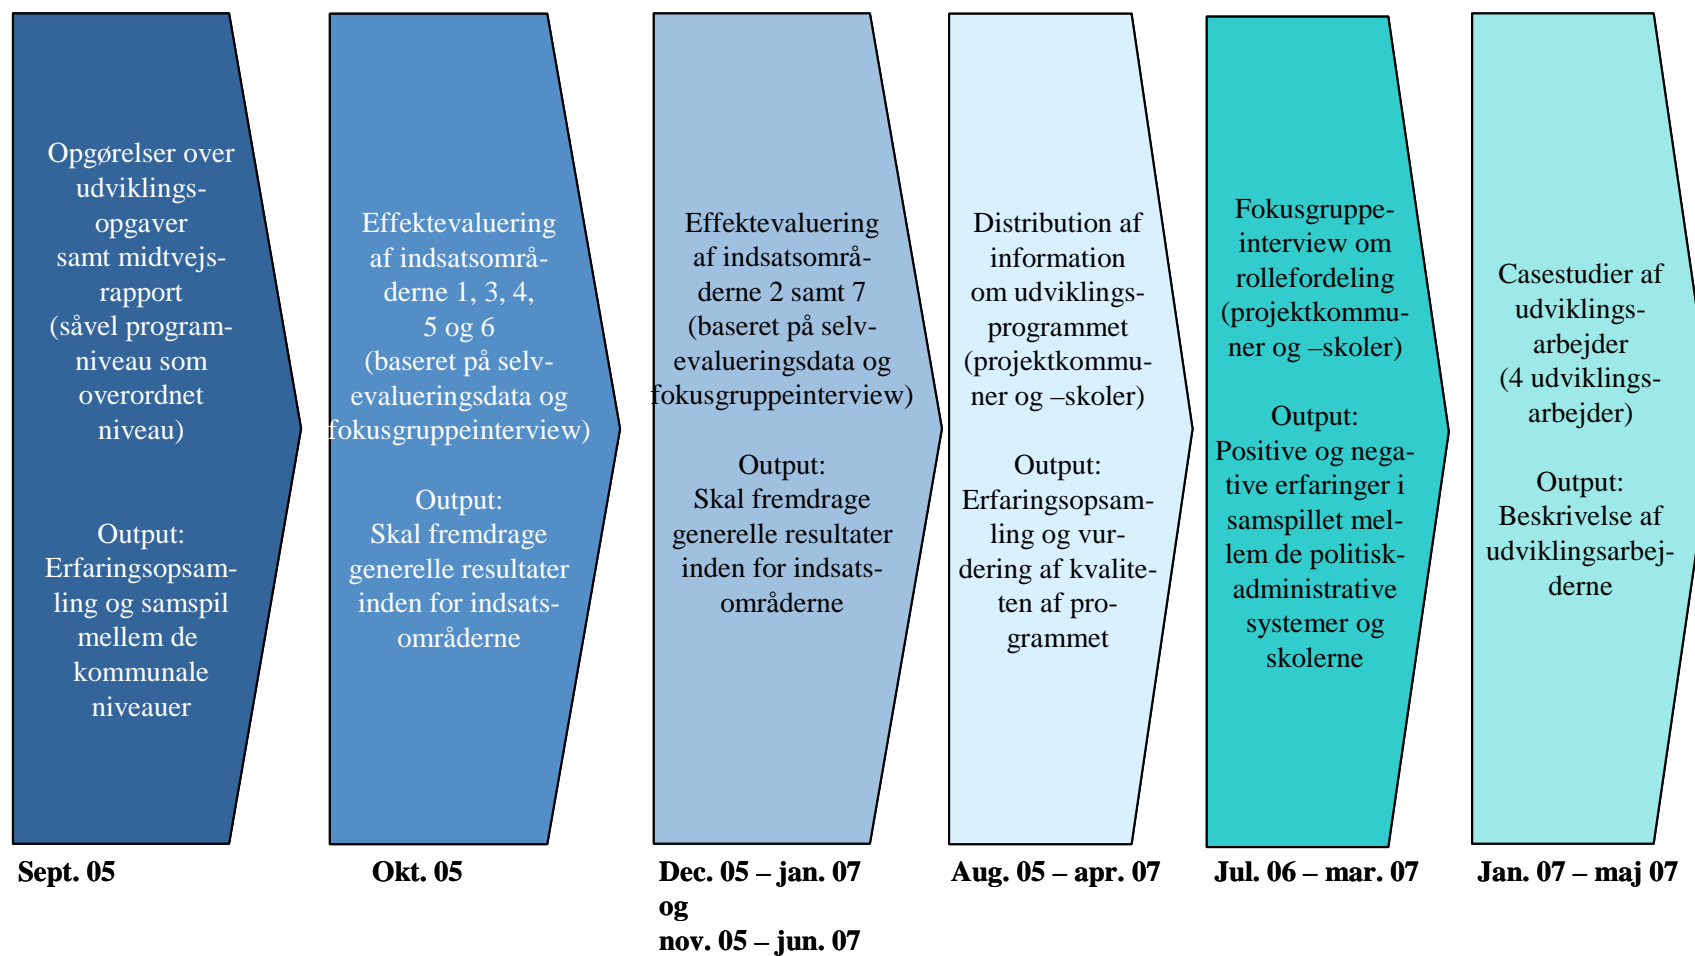 Opgørelser over
udviklings-
opgaver
samt midtvejs-
rapport
(såvel program-
niveau som
overordnet
niveau)
Output:
Erfaringsopsam-
ling og samspil
mellem de
kommunale
niveauer
Sept. 05
Effektevaluering
af indsatsområ-
derne 1, 3, 4,
5 og 6
(baseret på selv-
evalueringsdata og
fokusgruppeinterview)
Output:
Skal fremdrage
generelle resultater
inden for indsats-
områderne
Okt. 05
Effektevaluering
af indsatsområ-
derne 2 samt 7
(baseret på selv-
evalueringsdata og
fokusgruppeinterview)
Output:
Skal fremdrage
generelle resultater
inden for indsats-
områderne
Dec. 05 – jan. 07
og
nov. 05 – jun. 07
Distribution af
information
om udviklings-
programmet
(projektkommu-
ner og –skoler)
Output:
Erfaringsopsam-
ling og vur-
dering af kvalite-
ten af pro-
grammet
Aug. 05 – apr. 07
Fokusgruppe-
interview om
rollefordeling
(projektkommu-
ner og –skoler)
Output:
Positive og nega-
tive erfaringer i
samspillet mel-
lem de politisk-
administrative
systemer og
skolerne
Jul. 06 – mar. 07
Casestudier af
udviklings-
arbejder
(4 udviklings-
arbejder)
Output:
Beskrivelse af
udviklingsarbej-
derne
Jan. 07 – maj 07